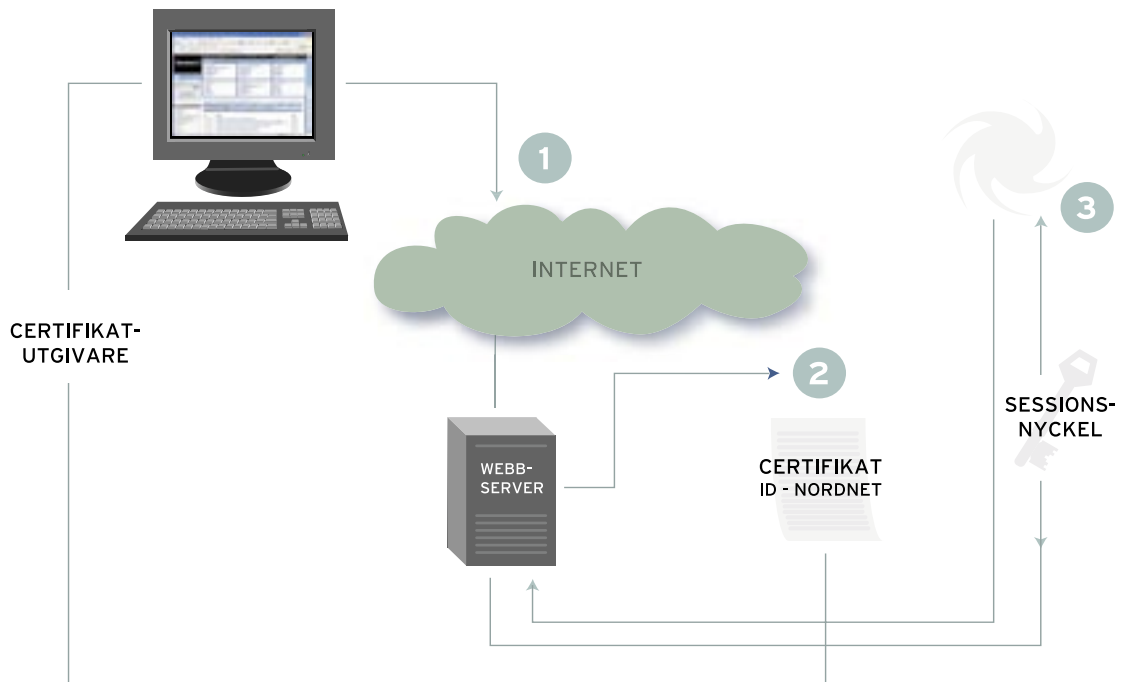 1
INTERNET
3
CERTIFIKAT-
UTGIVARE
2
SESSIONS-
NYCKEL
WEBB-
SERVER
CERTIFIKAT
ID - NORDNET